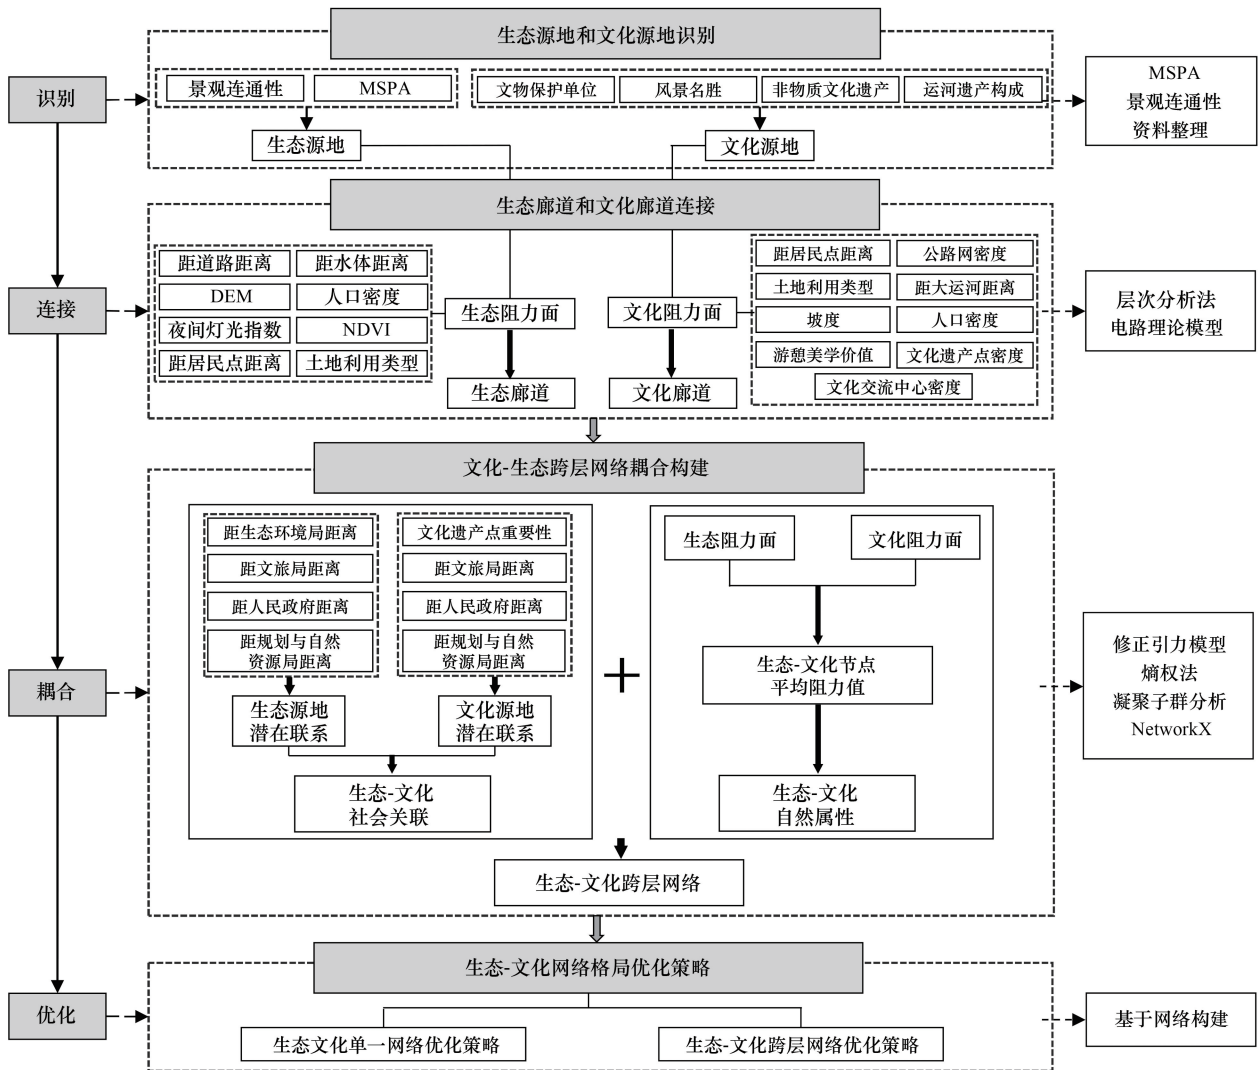 生态源地和文化源地识别
识别
景观连通性
MSPA
文物保护单位
风景名胜
非物质文化遗产
运河遗产构成
生态源地
文化源地
MSPA
景观连通性
资料整理
生态廊道和文化廊道连接
连接
距道路距离
距水体距离
DEM
人口密度
夜间灯光指数
NDVI
距居民点距离
土地利用类型
生态阻力面
文化阻力面
生态廊道
文化廊道
距居民点距离
公路网密度
土地利用类型
距大运河距离
坡度
人口密度
游憩美学价值
文化遗产点密度
文化交流中心密度
层次分析法
电路理论模型
文化-生态跨层网络耦合构建
耦合
距生态环境局距离
距文旅局距离
距人民政府距离
距规划与自然
资源局距离
文化遗产点重要性
距文旅局距离
距人民政府距离
距规划与自然
资源局距离
生态源地
潜在联系
文化源地
潜在联系
生态-文化
社会关联
生态阻力面
文化阻力面
生态-文化节点
平均阻力值
生态-文化
自然属性
生态-文化跨层网络
修正引力模型
熵权法
凝聚子群分析
NetworkX
生态-文化网络格局优化策略
优化
生态文化单一网络优化策略
生态-文化跨层网络优化策略
基于网络构建